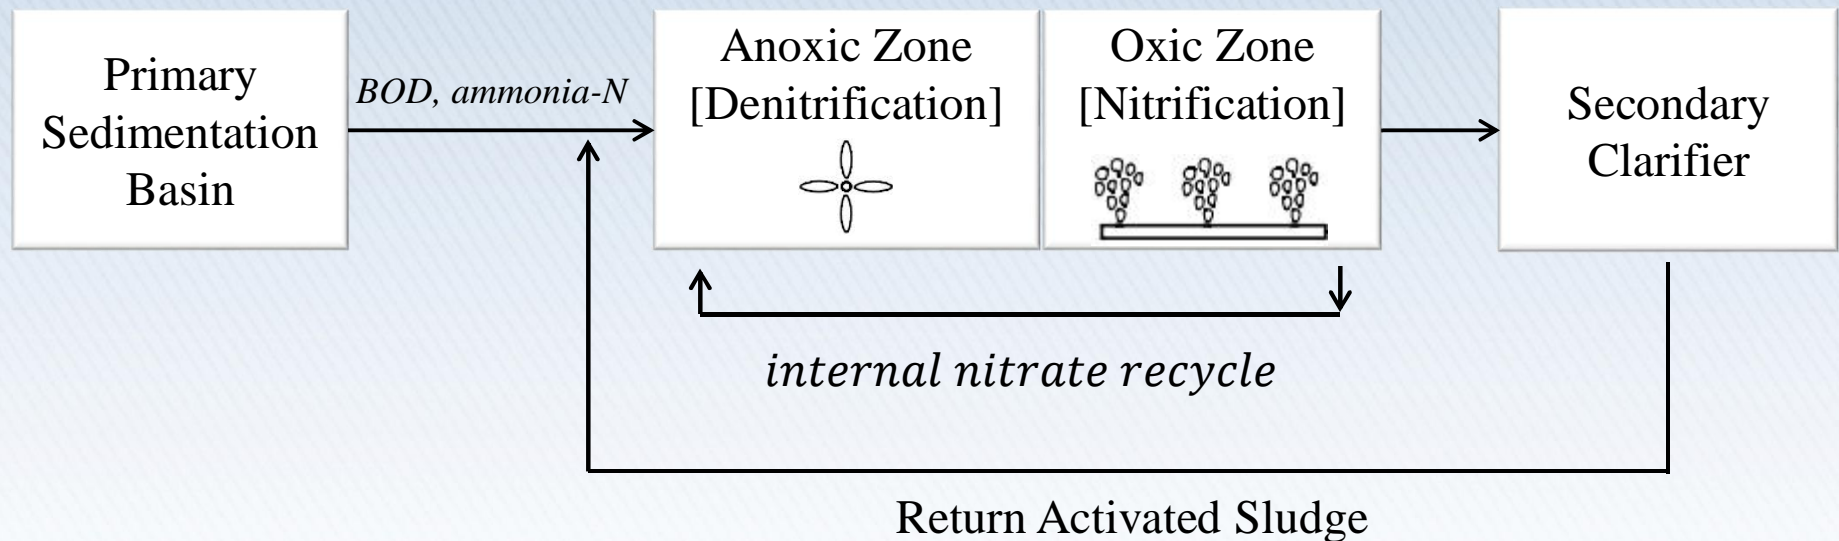 Primary
Sedimentation
Basin
BOD, ammonia-N
Anoxic Zone
[Denitrification]
Oxic Zone
[Nitrification]
Secondary
Clarifier
internal nitrate recycle
Return Activated Sludge